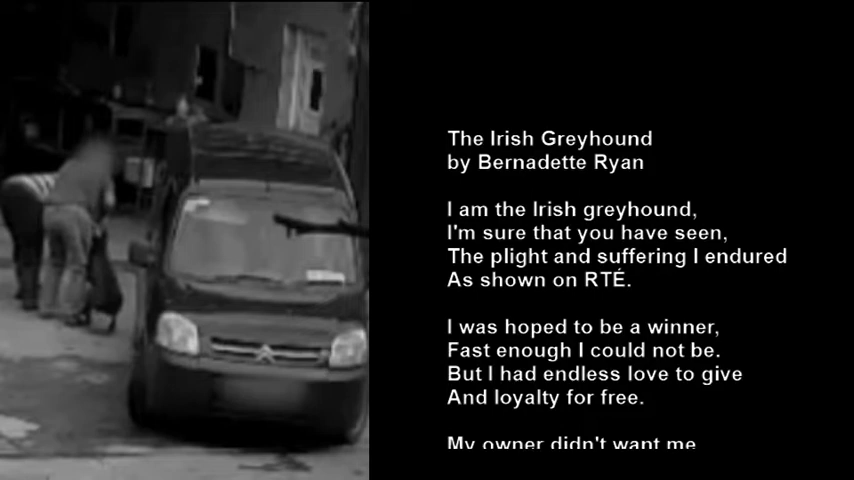 The Irish Greyhound
by Bernadette Ryan
I am the Irish greyhound,
I'm sure that you have seen,
The plight and suffering I endured
As shown on RTÉ.
I was hoped to be a winner,
Fast enough I could not be.
But I had endless love to give
And loyalty for free.
My owner didn't want me